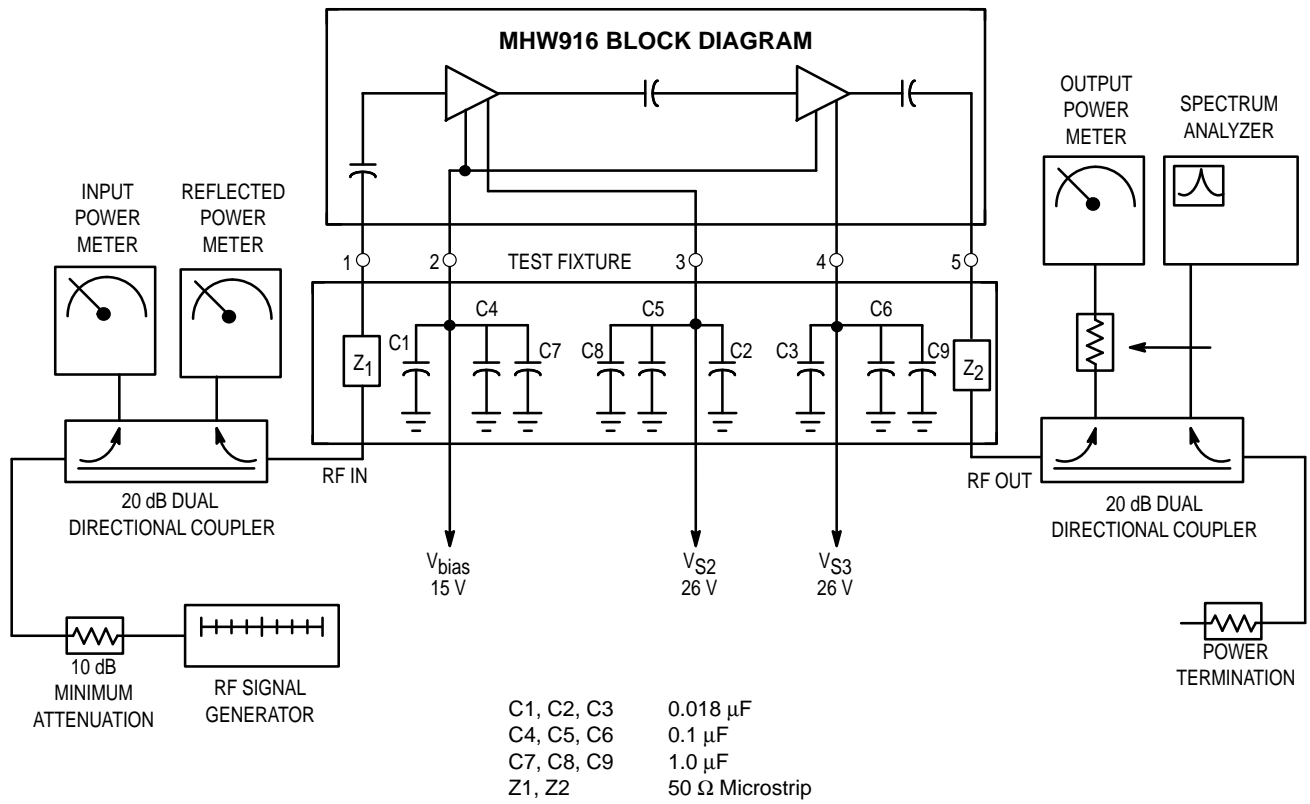 MHW916 BLOCK DIAGRAM
OUTPUT
POWER
METER
SPECTRUM
ANALYZER
INPUT
POWER
METER
REFLECTED
POWER
METER
1
2
TEST FIXTURE
3
4
5
Z1
C1
C4
C7
C8
C5
C2
C3
C6
C9
Z2
RF IN
RF OUT
20 dB DUAL
DIRECTIONAL COUPLER
20 dB DUAL
DIRECTIONAL COUPLER
Vbias
15 V
VS2
26 V
VS3
26 V
10 dB
MINIMUM
ATTENUATION
RF SIGNAL
GENERATOR
POWER
TERMINATION
C1, C2, C3 0.018 μF
C4, C5, C6 0.1 μF
C7, C8, C9 1.0 μF
Z1, Z2 50 Ω Microstrip